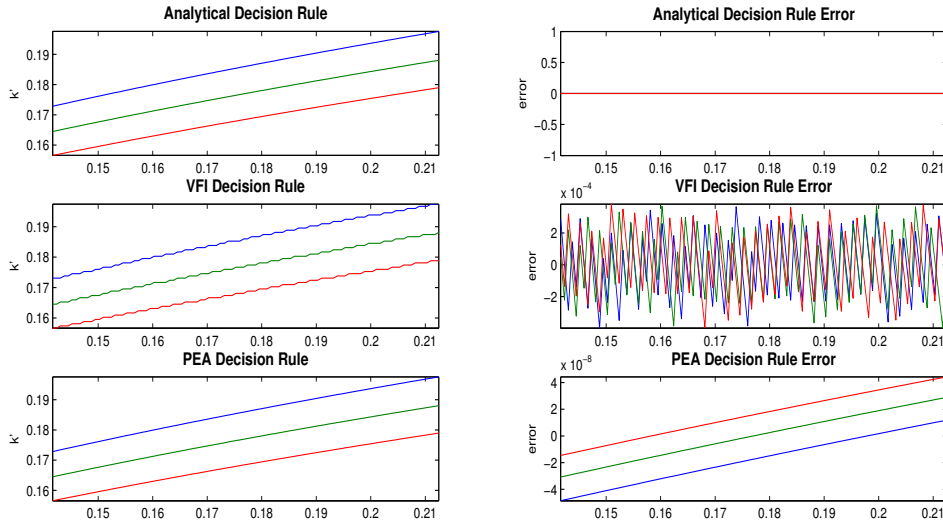 Analytical Decision Rule
k'
0.19
0.18
0.17
0.16
0.15 0.16 0.17 0.18 0.19 0.2 0.21
Analytical Decision Rule Error
error
1
0.5
0
−0.5
−1
0.15 0.16 0.17 0.18 0.19 0.2 0.21
VFI Decision Rule
k'
0.19
0.18
0.17
0.16
0.15 0.16 0.17 0.18 0.19 0.2 0.21
VFI Decision Rule Error
x 10⁻⁴
error
2
0
−2
0.15 0.16 0.17 0.18 0.19 0.2 0.21
PEA Decision Rule
k'
0.19
0.18
0.17
0.16
0.15 0.16 0.17 0.18 0.19 0.2 0.21
PEA Decision Rule Error
x 10⁻⁸
error
4
2
0
−2
−4
0.15 0.16 0.17 0.18 0.19 0.2 0.21